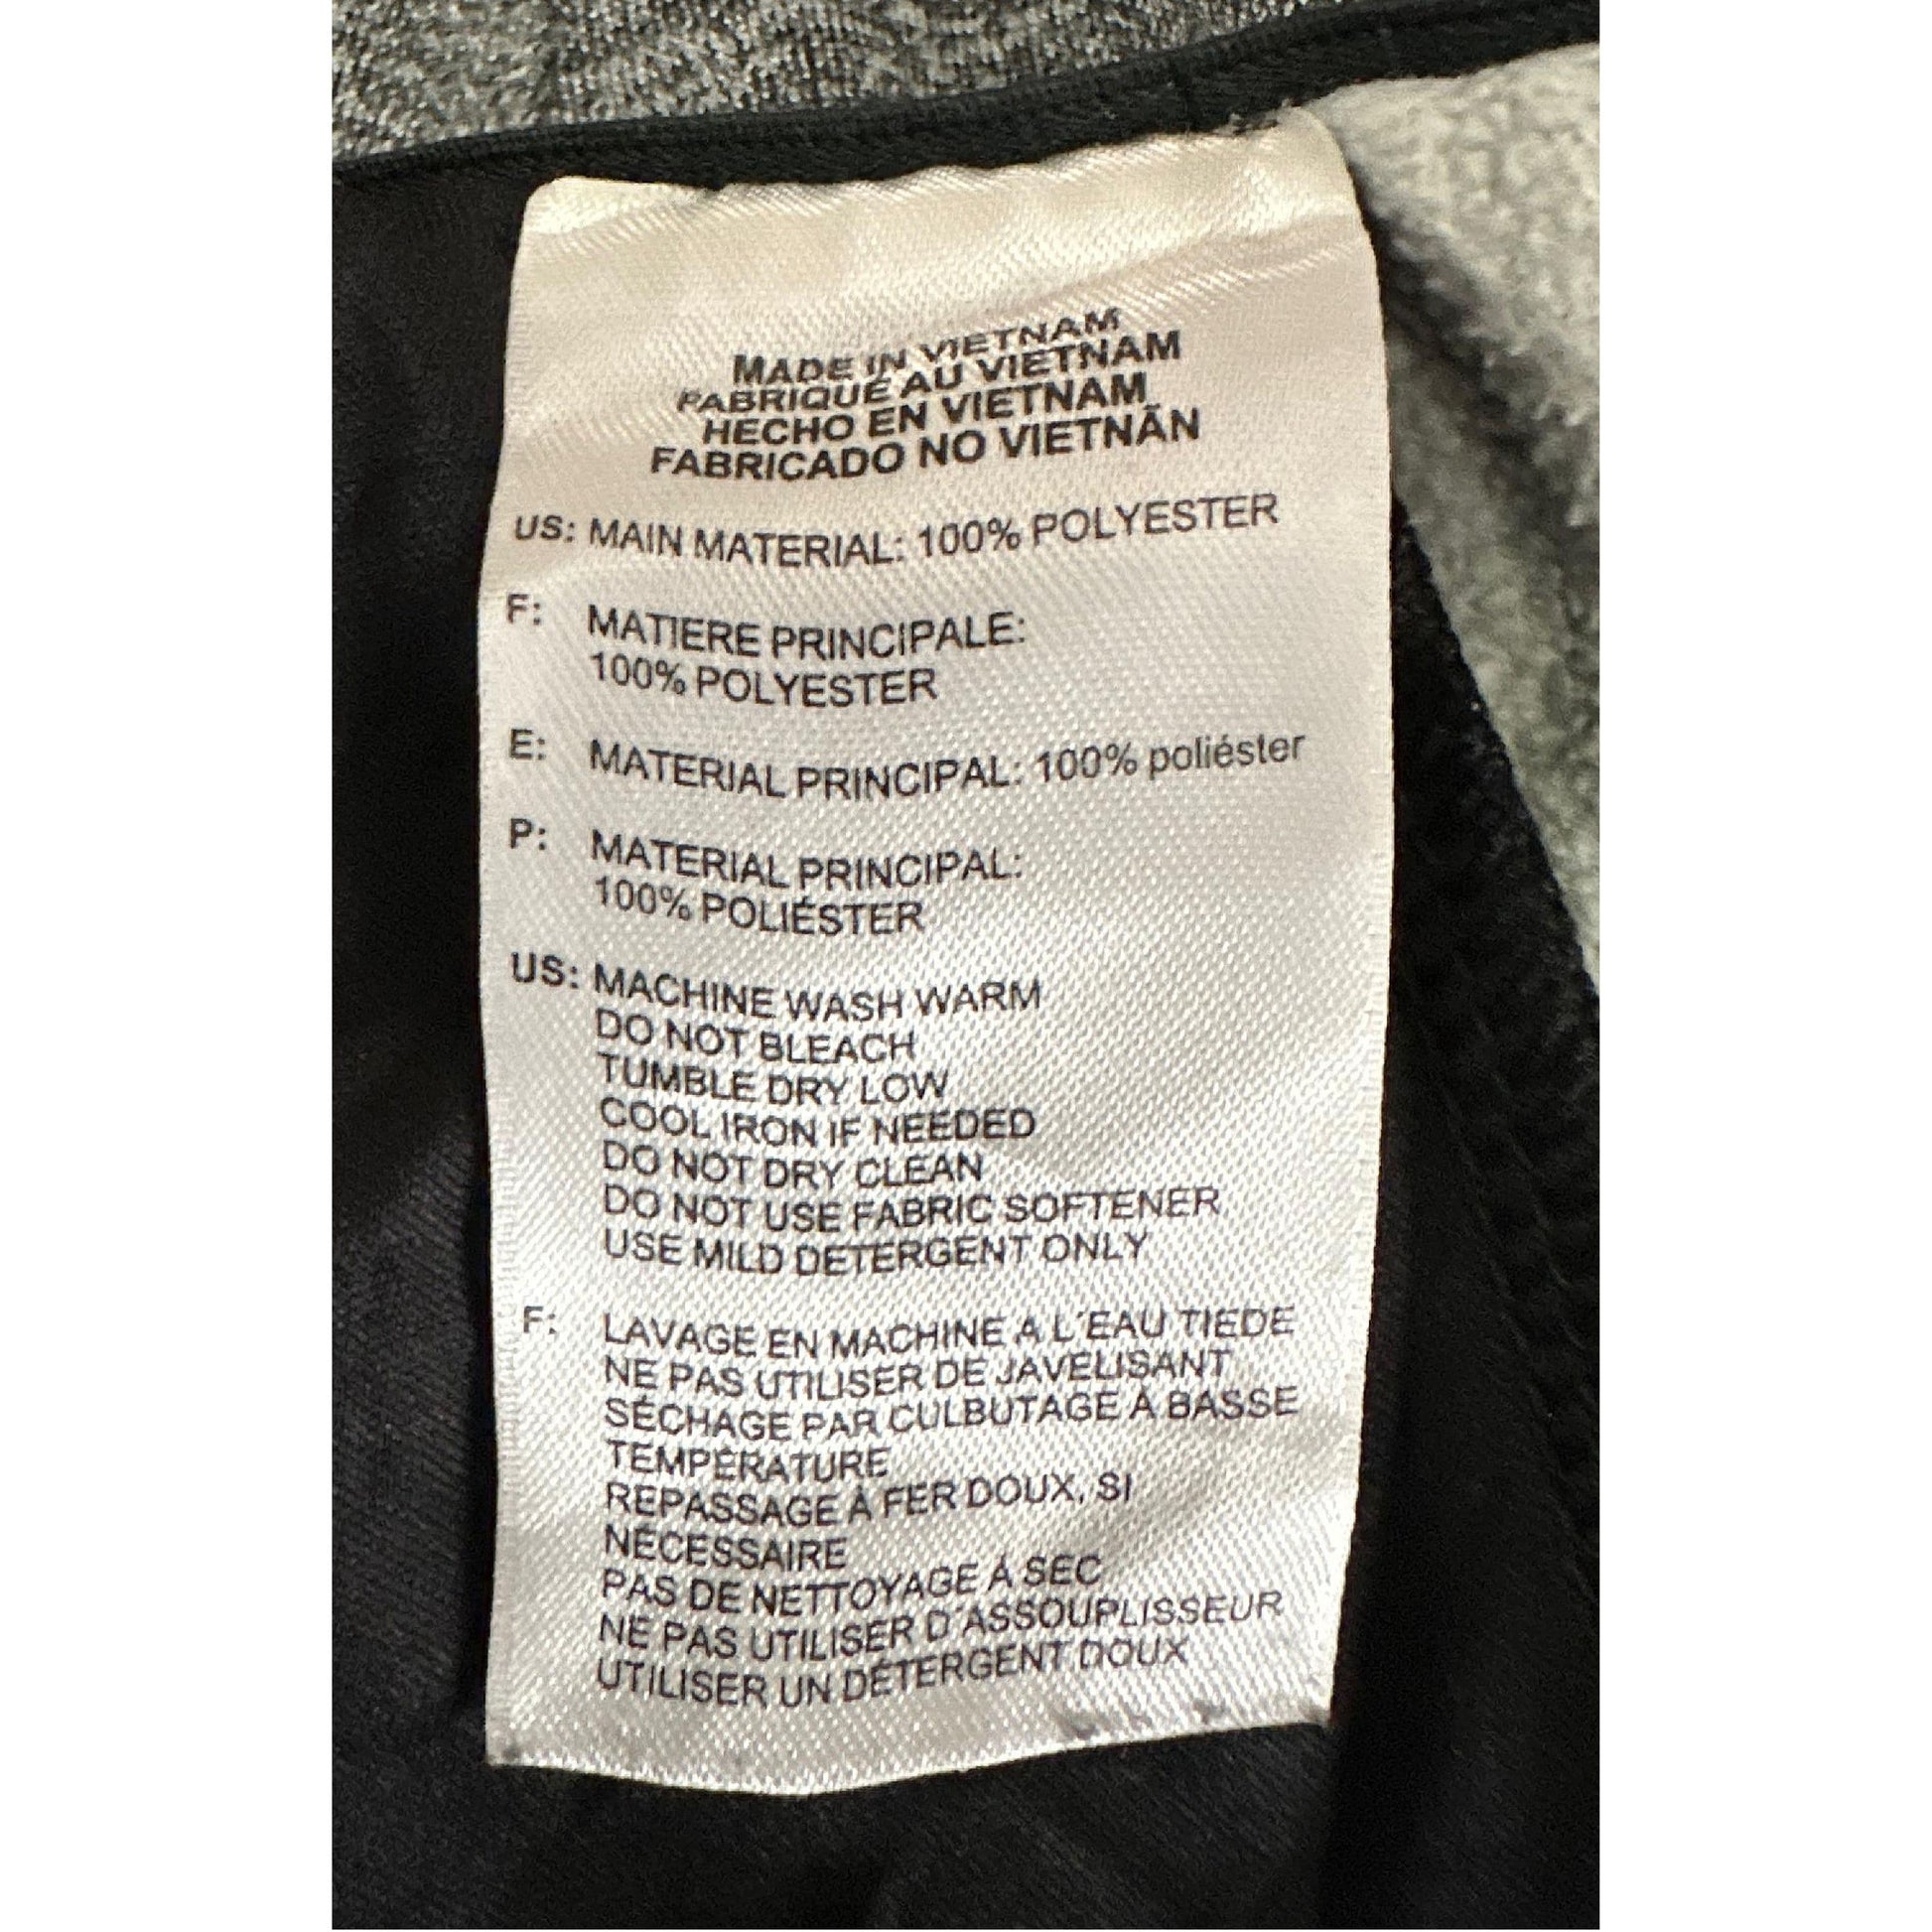 MADE IN VIETNAM
FABRIQUÉ AU VIETNAM
HECHO EN VIETNAM
FABRICADO NO VIETNÃN
US: MAIN MATERIAL: 100% POLYESTER
F: MATIERE PRINCIPALE:
100% POLYESTER
E: MATERIAL PRINCIPAL: 100% poliéster
P: MATERIAL PRINCIPAL:
100% POLIÉSTER
US: MACHINE WASH WARM
DO NOT BLEACH
TUMBLE DRY LOW
COOL IRON IF NEEDED
DO NOT DRY CLEAN
DO NOT USE FABRIC SOFTENER
USE MILD DETERGENT ONLY
F: LAVAGE EN MACHINE A L'EAU TIEDE
NE PAS UTILISER DE JAVELISANT
SÉCHAGE PAR CULBUTAGE À BASSE
TEMPÉRATURE
REPASSAGE À FER DOUX, SI
NÉCESSAIRE
PAS DE NETTOYAGE À SEC
NE PAS UTILISER D'ASSOUPLISSEUR
UTILISER UN DÉTERGENT DOUX